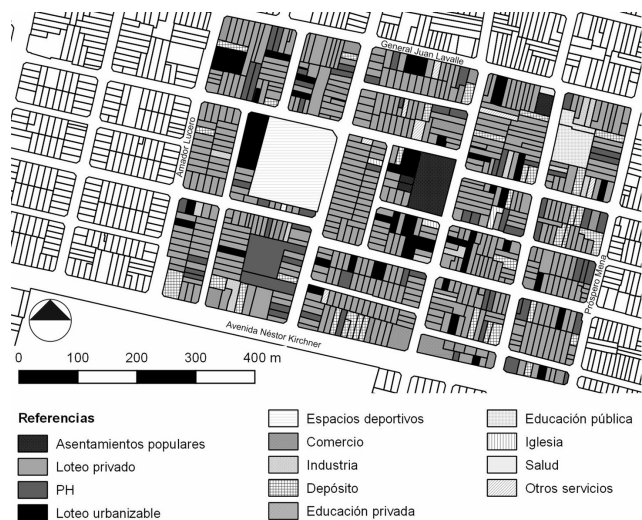 General Juan Lavalle
Amador Lucero
Próspero Mena
Avenida Néstor Kirchner
0 100 200 300 400 m
Referencias
Asentamientos populares
Loteo privado
PH
Loteo urbanizable
Espacios deportivos
Comercio
Industria
Depósito
Educación privada
Educación pública
Iglesia
Salud
Otros servicios